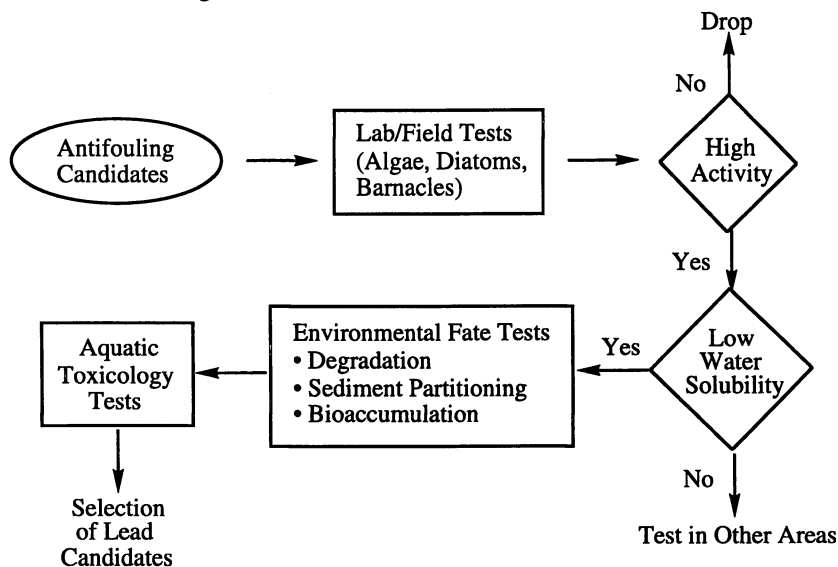 Drop
No
Antifouling
Candidates
Lab/Field Tests
(Algae, Diatoms,
Barnacles)
High
Activity
Yes
Low
Water
Solubility
Yes
Environmental Fate Tests
• Degradation
• Sediment Partitioning
• Bioaccumulation
Aquatic
Toxicology
Tests
No
Test in Other Areas
Selection
of Lead
Candidates